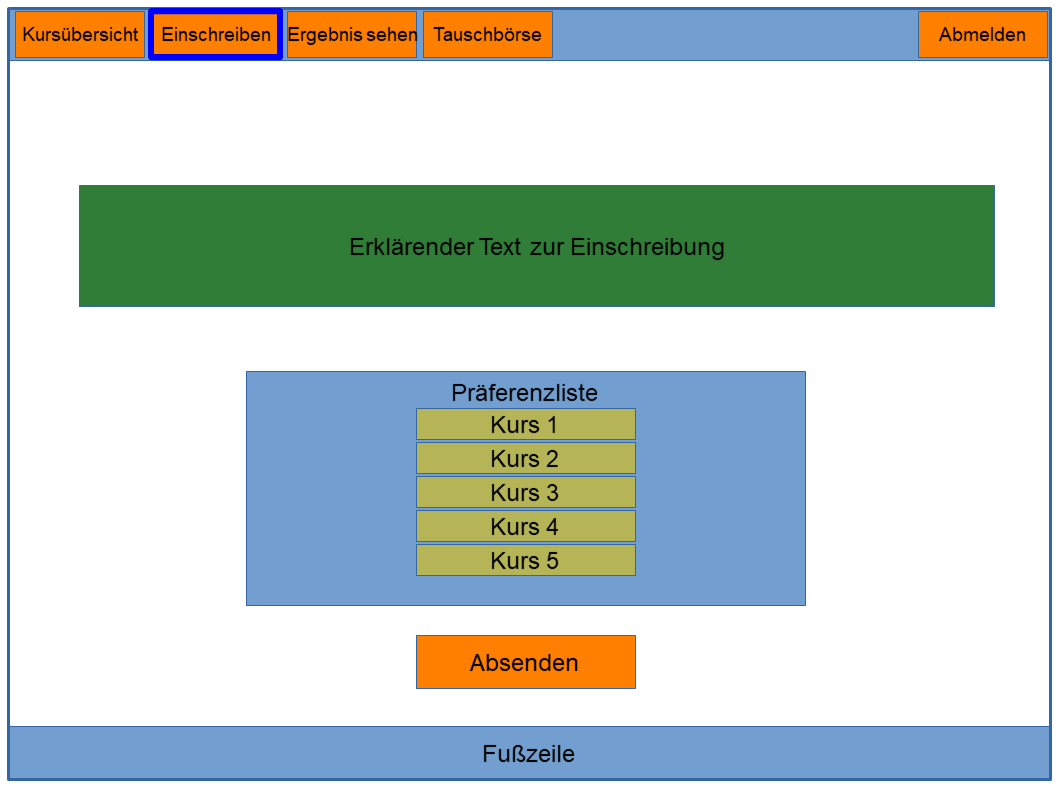 Kursübersicht Einschreiben Ergebnis sehen Tauschbörse Abmelden
Erklärender Text zur Einschreibung
Präferenzliste
Kurs 1
Kurs 2
Kurs 3
Kurs 4
Kurs 5
Absenden
Fußzeile